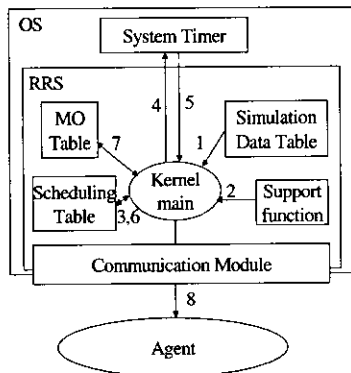 OS
System Timer
RRS
4
5
MO
Table
7
1
Simulation
Data Table
Kernel
main
Scheduling
Table
3,6
2
Support
function
Communication Module
8
Agent